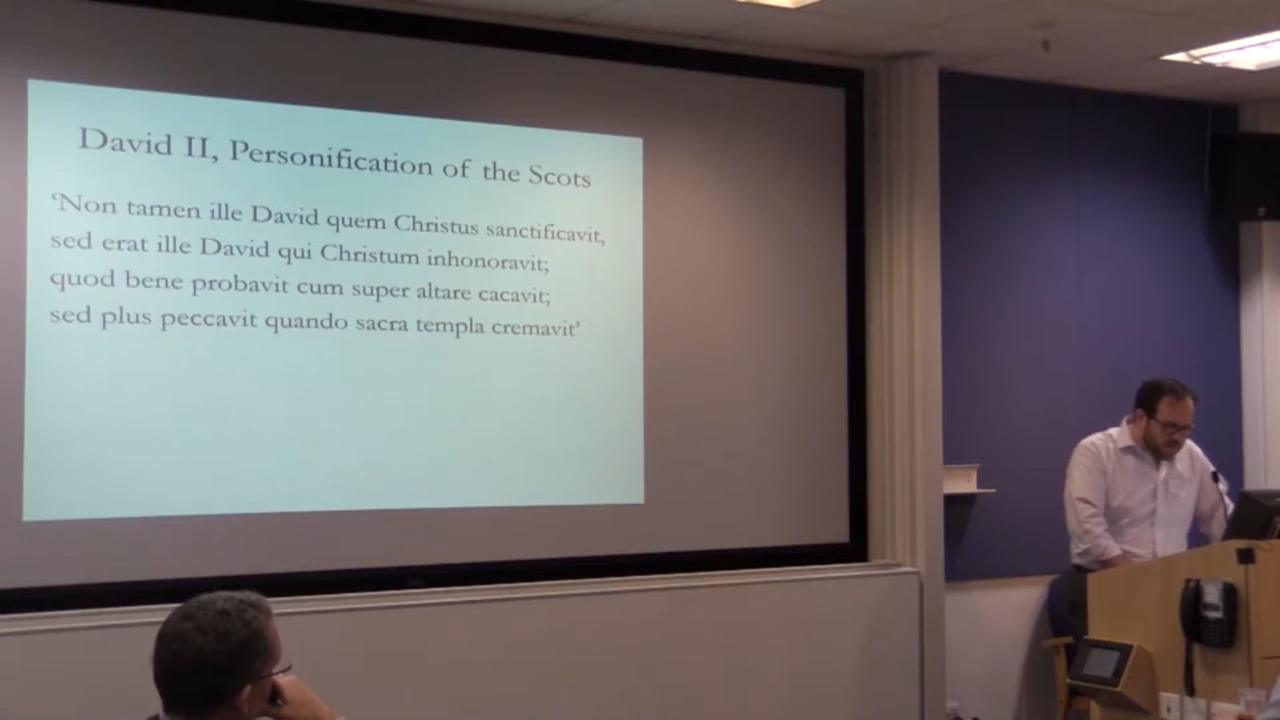 David II, Personification of the Scots
‘Non tamen ille David quem Christus sanctificavit,
sed erat ille David qui Christum inhonoravit;
quod bene probavit cum super altare cacavit;
sed plus peccavit quando sacra templa cremavit’